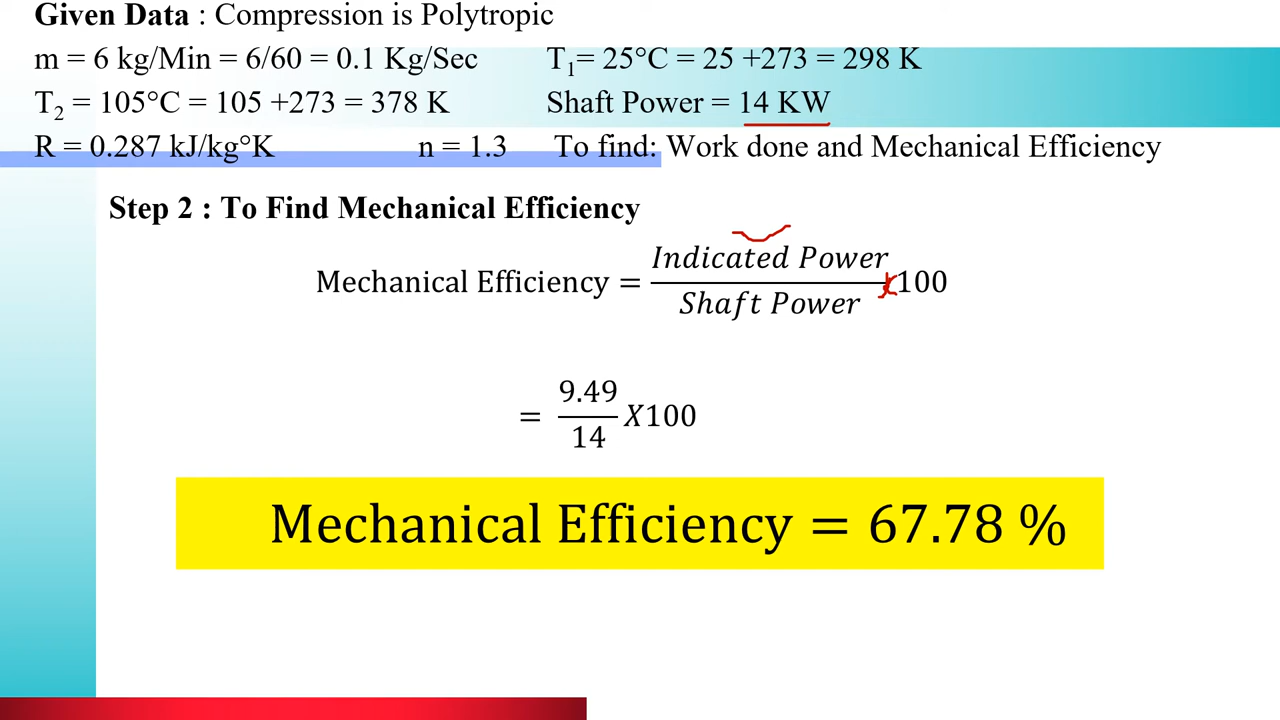 Given Data : Compression is Polytropic
m = 6 kg/Min = 6/60 = 0.1 Kg/Sec T₁= 25°C = 25 +273 = 298 K
T₂ = 105°C = 105 +273 = 378 K Shaft Power = 14 KW
R = 0.287 kJ/kg°K n = 1.3 To find: Work done and Mechanical Efficiency
Step 2 : To Find Mechanical Efficiency
Indicated Power
Mechanical Efficiency = x 100
Shaft Power
9.49
= X100
14
Mechanical Efficiency = 67.78 %